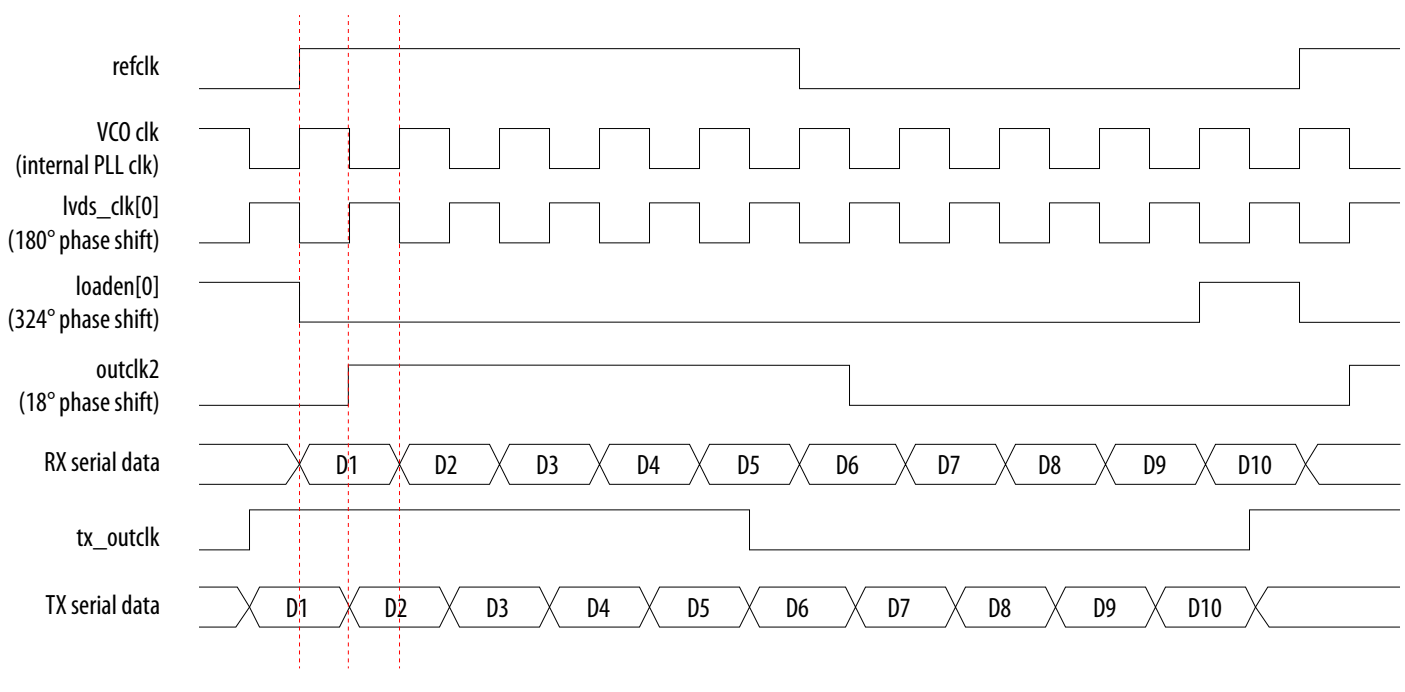 refclk
VCO clk
(internal PLL clk)
lvds_clk[0]
(180° phase shift)
loaden[0]
(324° phase shift)
outclk2
(18° phase shift)
RX serial data D1 D2 D3 D4 D5 D6 D7 D8 D9 D10
tx_outclk
TX serial data D1 D2 D3 D4 D5 D6 D7 D8 D9 D10